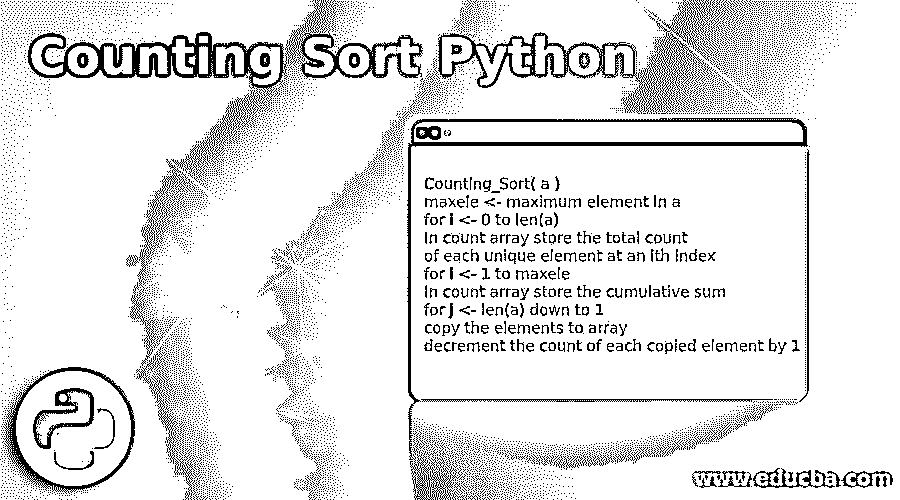 Counting Sort Python
Counting_Sort( a )
maxele <- maximum element in a
for i <- 0 to len(a)
in count array store the total count
of each unique element at an ith index
for i <- 1 to maxele
in count array store the cumulative sum
for j <- len(a) down to 1
copy the elements to array
decrement the count of each copied element by 1
www.educba.com